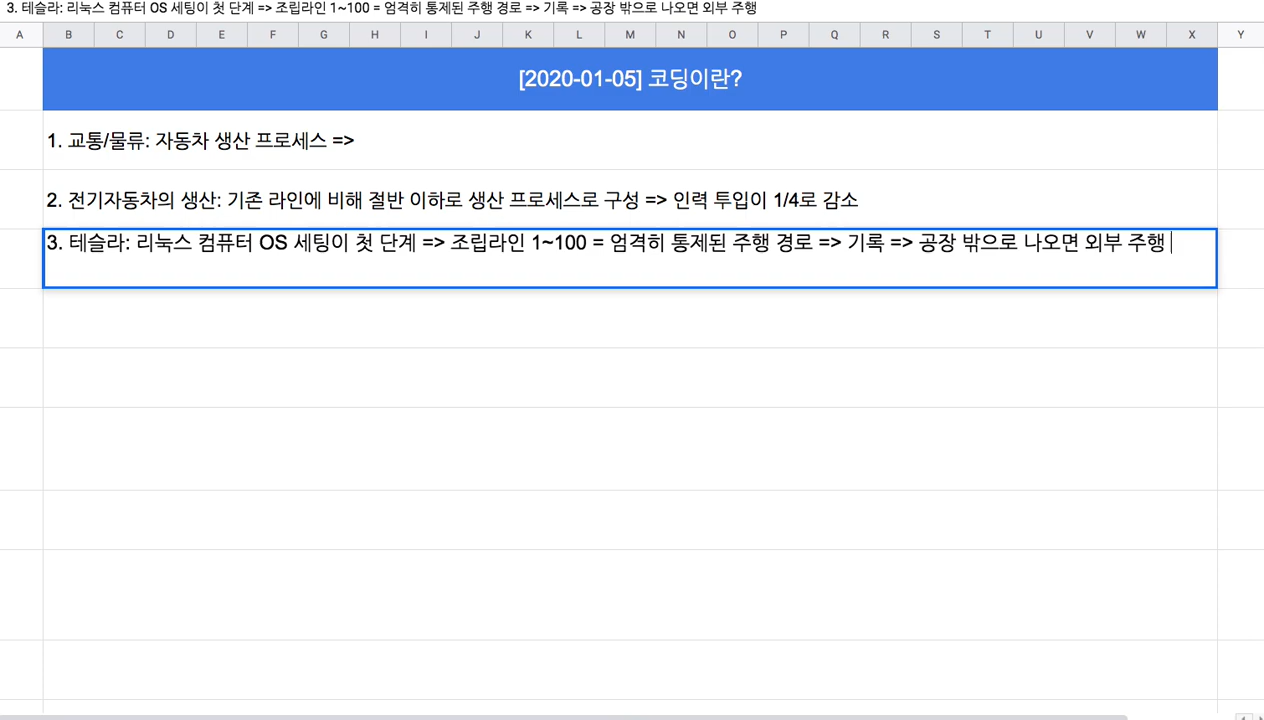 3. 테슬라: 리눅스 컴퓨터 OS 세팅이 첫 단계 => 조립라인 1~100 = 엄격히 통제된 주행 경로 => 기록 => 공장 밖으로 나오면 외부 주행
A B C D E F G H I J K L M N O P Q R S T U V W X Y
[2020-01-05] 코딩이란?
1. 교통/물류: 자동차 생산 프로세스 =>
2. 전기자동차의 생산: 기존 라인에 비해 절반 이하로 생산 프로세스로 구성 => 인력 투입이 1/4로 감소
3. 테슬라: 리눅스 컴퓨터 OS 세팅이 첫 단계 => 조립라인 1~100 = 엄격히 통제된 주행 경로 => 기록 => 공장 밖으로 나오면 외부 주행